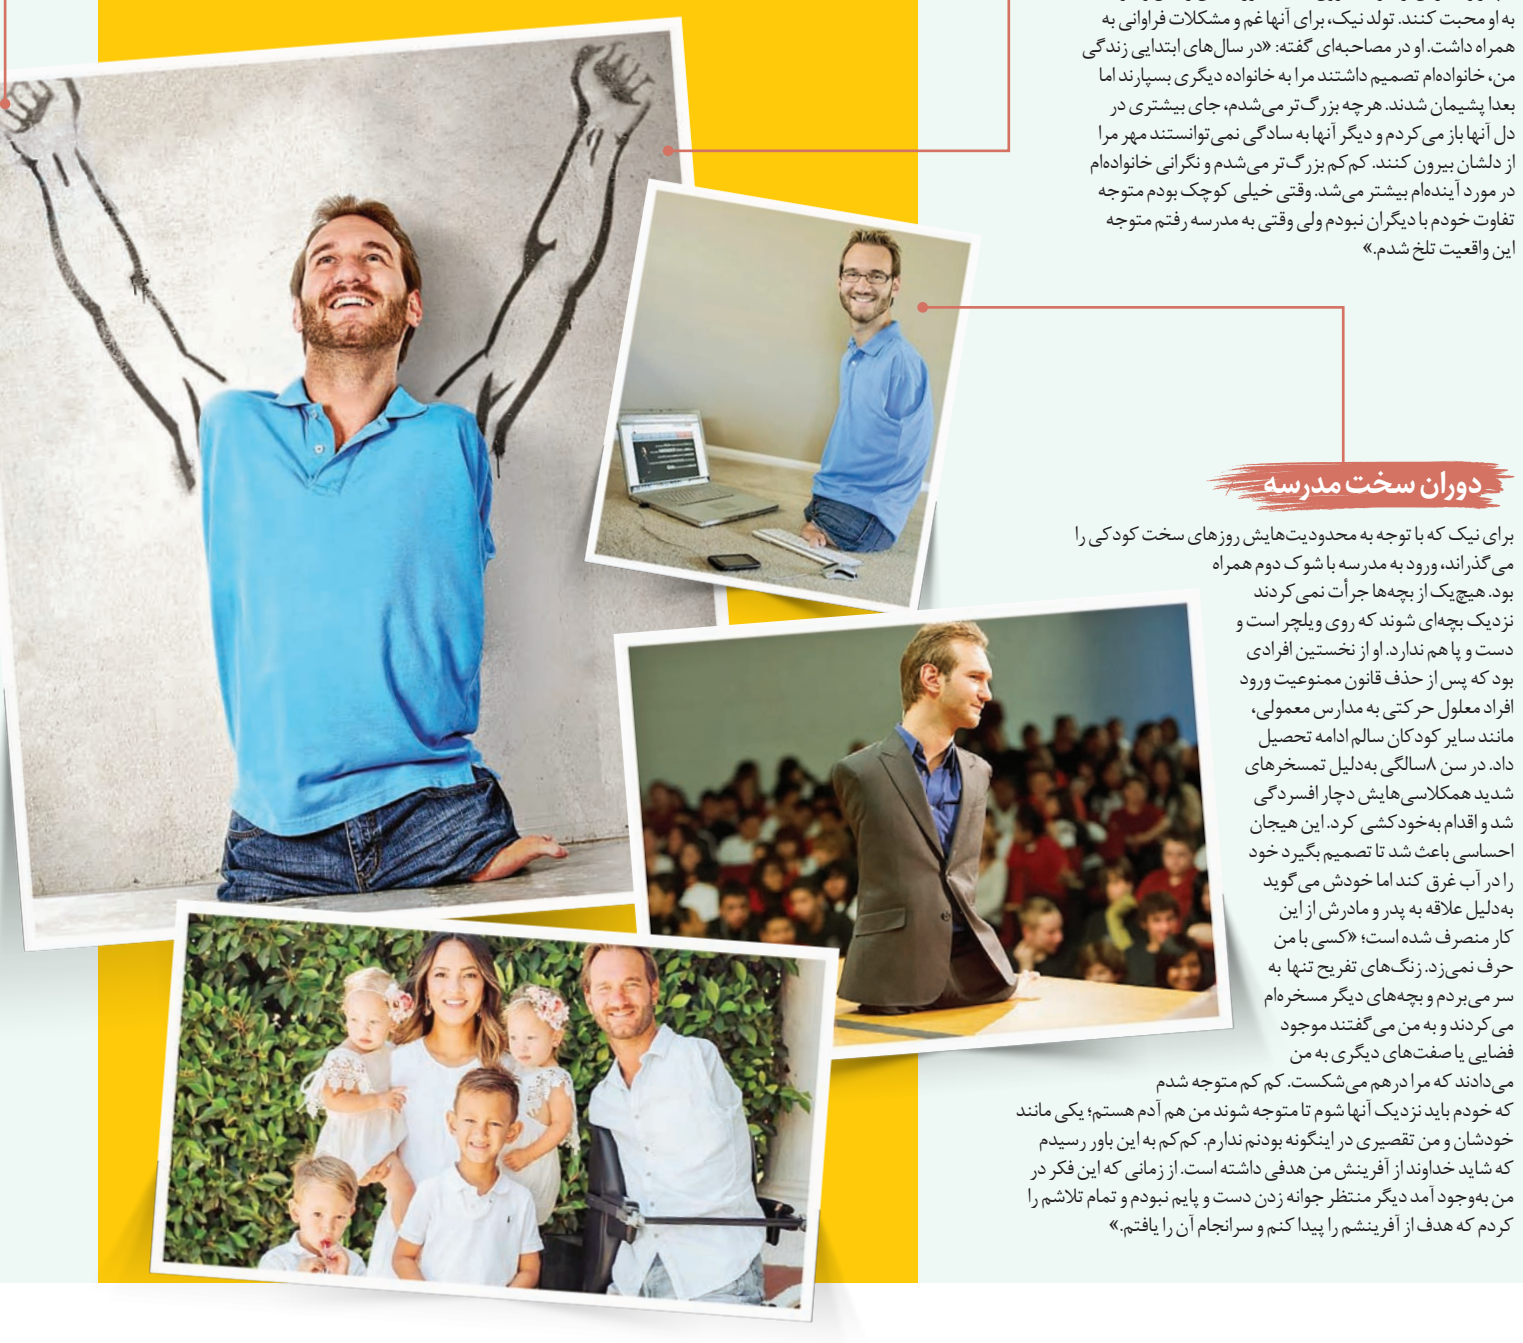 به او محبت کنند. تولد نیک، برای آنها غم و مشکلات فراوانی به
همراه داشت. او در مصاحبه‌ای گفته: «در سال‌های ابتدایی زندگی
من، خانواده‌ام تصمیم داشتند مرا به خانواده دیگری بسپارند اما
بعدا پشیمان شدند. هرچه بزرگ‌تر می‌شدم، جای بیشتری در
دل آنها باز می‌کردم و دیگر آنها به سادگی نمی‌توانستند مهر مرا
از دلشان بیرون کنند. کم‌کم بزرگ‌تر می‌شدم و نگرانی خانواده‌ام
در مورد آینده‌ام بیشتر می‌شد. وقتی خیلی کوچک بودم متوجه
تفاوت خودم با دیگران نبودم ولی وقتی به مدرسه رفتم متوجه
این واقعیت تلخ شدم.»
دوران سخت مدرسه
برای نیک که با توجه به محدودیت‌هایش روزهای سخت کودکی را
می‌گذراند، ورود به مدرسه با شوک دوم همراه
بود. هیچ‌یک از بچه‌ها جرأت نمی‌کردند
نزدیک بچه‌ای شوند که روی ویلچر است و
دست و پا هم ندارد. او از نخستین افرادی
بود که پس از حذف قانون ممنوعیت ورود
افراد معلول حرکتی به مدارس معمولی،
مانند سایر کودکان سالم ادامه تحصیل
داد. در سن ۸سالگی به‌دلیل تمسخرهای
شدید همکلاسی‌هایش دچار افسردگی
شد و اقدام به‌خودکشی کرد. این هیجان
احساسی باعث شد تا تصمیم بگیرد خود
را در آب غرق کند اما خودش می‌گوید
به‌دلیل علاقه به پدر و مادرش از این
کار منصرف شده است؛ «کسی با من
حرف نمی‌زد. زنگ‌های تفریح تنها به
سر می‌بردم و بچه‌های دیگر مسخره‌ام
می‌کردند و به من می‌گفتند موجود
فضایی یا صفت‌های دیگری به من
می‌دادند که مرا درهم می‌شکست. کم کم متوجه شدم
که خودم باید نزدیک آنها شوم تا متوجه شوند من هم آدم هستم؛ یکی مانند
خودشان و من تقصیری در اینگونه بودنم ندارم. کم‌کم به این باور رسیدم
که شاید خداوند از آفرینش من هدفی داشته است. از زمانی که این فکر در
من به‌وجود آمد دیگر منتظر جوانه زدن دست و پایم نبودم و تمام تلاشم را
کردم که هدف از آفرینشم را پیدا کنم و سرانجام آن را یافتم.»